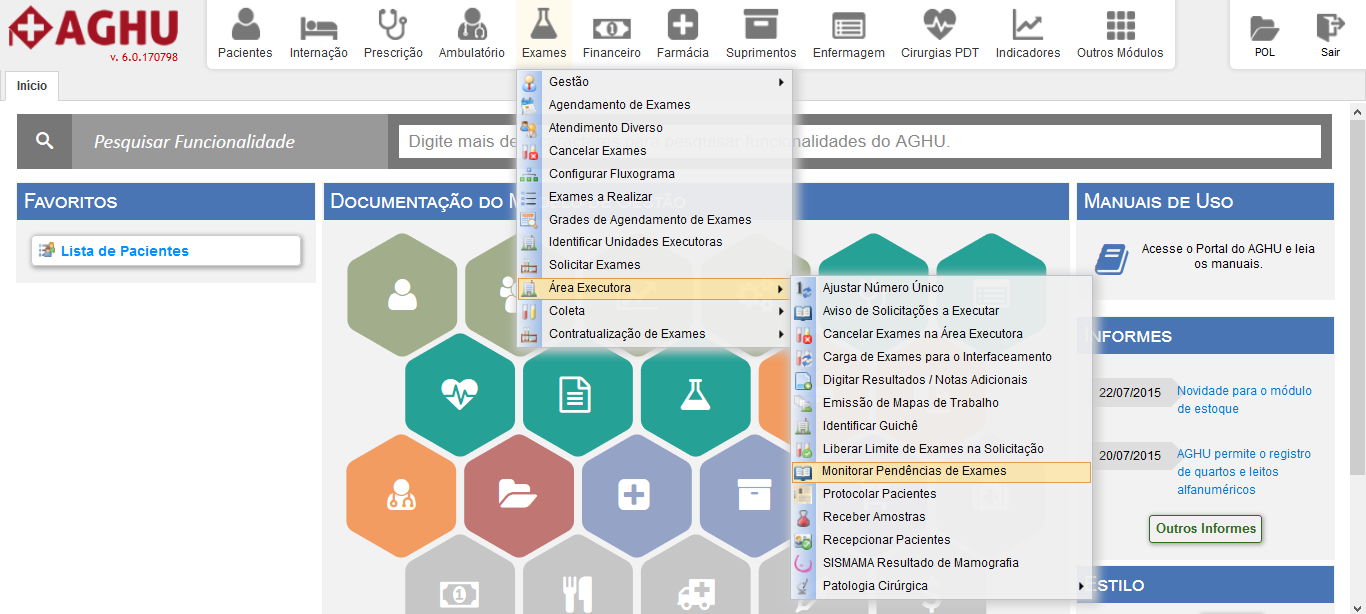 AGHU
v. 6.0.170798
Pacientes
Internação
Prescrição
Ambulatório
Exames
Financeiro
Farmácia
Suprimentos
Enfermagem
Cirurgias PDT
Indicadores
Outros Módulos
POL
Sair
Início
Pesquisar Funcionalidade
Digite mais de pesquisar funcionalidades do AGHU.
Gestão
Agendamento de Exames
Atendimento Diverso
Cancelar Exames
Configurar Fluxograma
Exames a Realizar
Grades de Agendamento de Exames
Identificar Unidades Executoras
Solicitar Exames
Área Executora
Coleta
Contratualização de Exames
Ajustar Número Único
Aviso de Solicitações a Executar
Cancelar Exames na Área Executora
Carga de Exames para o Interfaceamento
Digitar Resultados / Notas Adicionais
Emissão de Mapas de Trabalho
Identificar Guichê
Liberar Limite de Exames na Solicitação
Monitorar Pendências de Exames
Protocolar Pacientes
Receber Amostras
Recepcionar Pacientes
SISMAMA Resultado de Mamografia
Patologia Cirúrgica
Favoritos
Lista de Pacientes
Documentação do
Manuais de Uso
Acesse o Portal do AGHU e leia
os manuais.
Informes
22/07/2015
Novidade para o módulo
de estoque
20/07/2015
AGHU permite o registro
de quartos e leitos
alfanuméricos
Outros Informes
Estilo